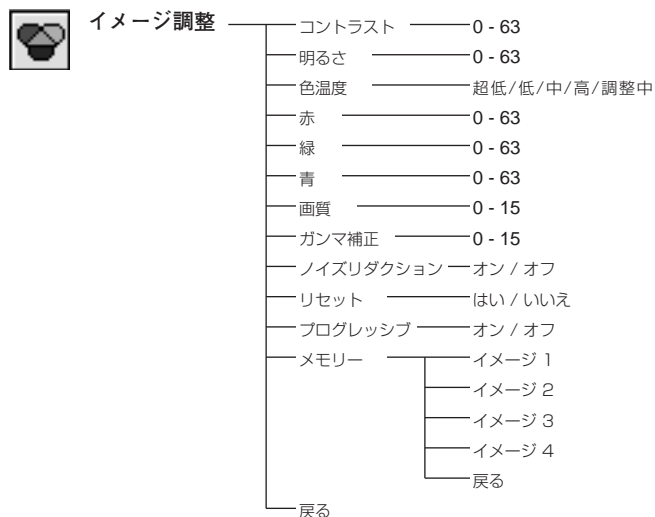 イメージ調整
コントラスト 0 - 63
明るさ 0 - 63
色温度 超低/低/中/高/調整中
赤 0 - 63
緑 0 - 63
青 0 - 63
画質 0 - 15
ガンマ補正 0 - 15
ノイズリダクション オン / オフ
リセット はい / いいえ
プログレッシブ オン / オフ
メモリー イメージ 1
イメージ 2
イメージ 3
イメージ 4
戻る
戻る